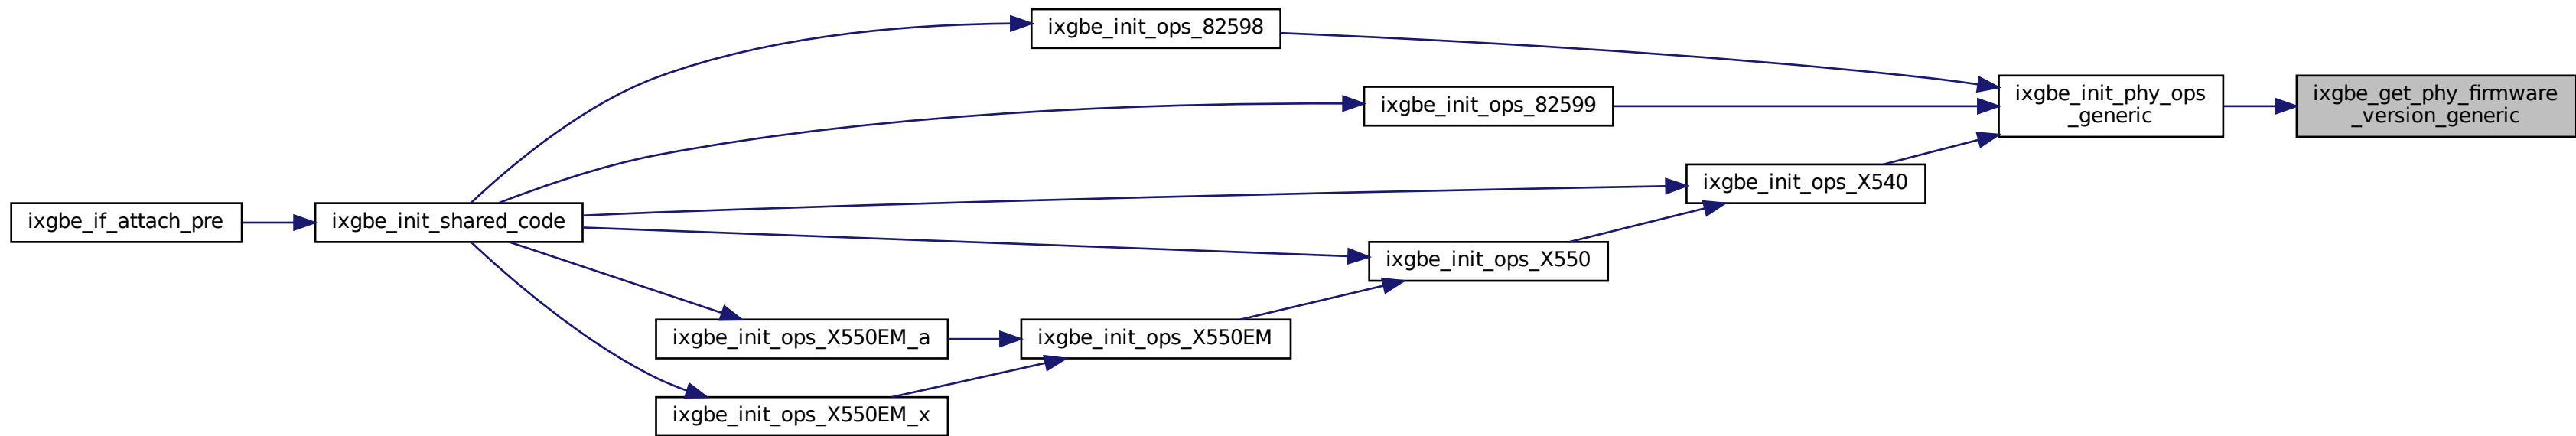 ixgbe_init_ops_82598
ixgbe_init_ops_82599
ixgbe_init_phy_ops
_generic
ixgbe_get_phy_firmware
_version_generic
ixgbe_init_ops_X540
ixgbe_if_attach_pre
ixgbe_init_shared_code
ixgbe_init_ops_X550
ixgbe_init_ops_X550EM_a
ixgbe_init_ops_X550EM
ixgbe_init_ops_X550EM_x